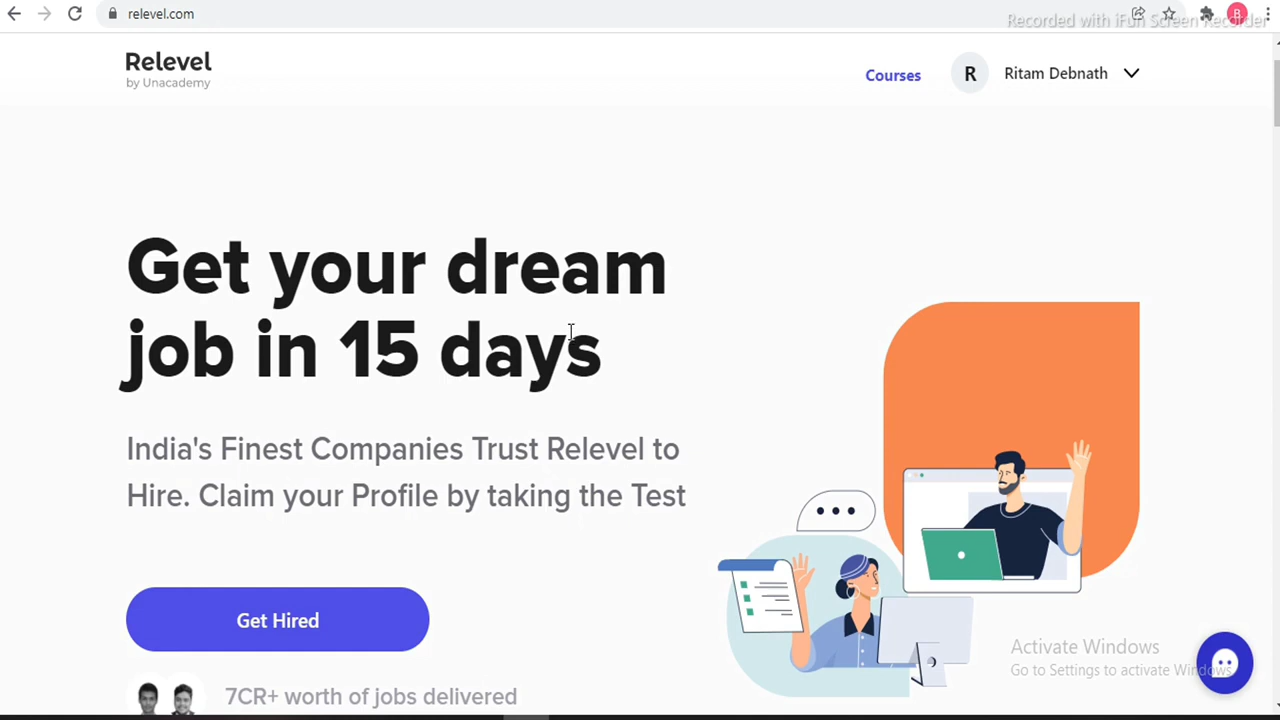 relevel.com
B
Recorded with iFun Screen Recorder
Relevel
by Unacademy
Courses
R
Ritam Debnath
Get your dream
job in 15 days
India's Finest Companies Trust Relevel to
Hire. Claim your Profile by taking the Test
Get Hired
7CR+ worth of jobs delivered
Activate Windows
Go to Settings to activate Windows.